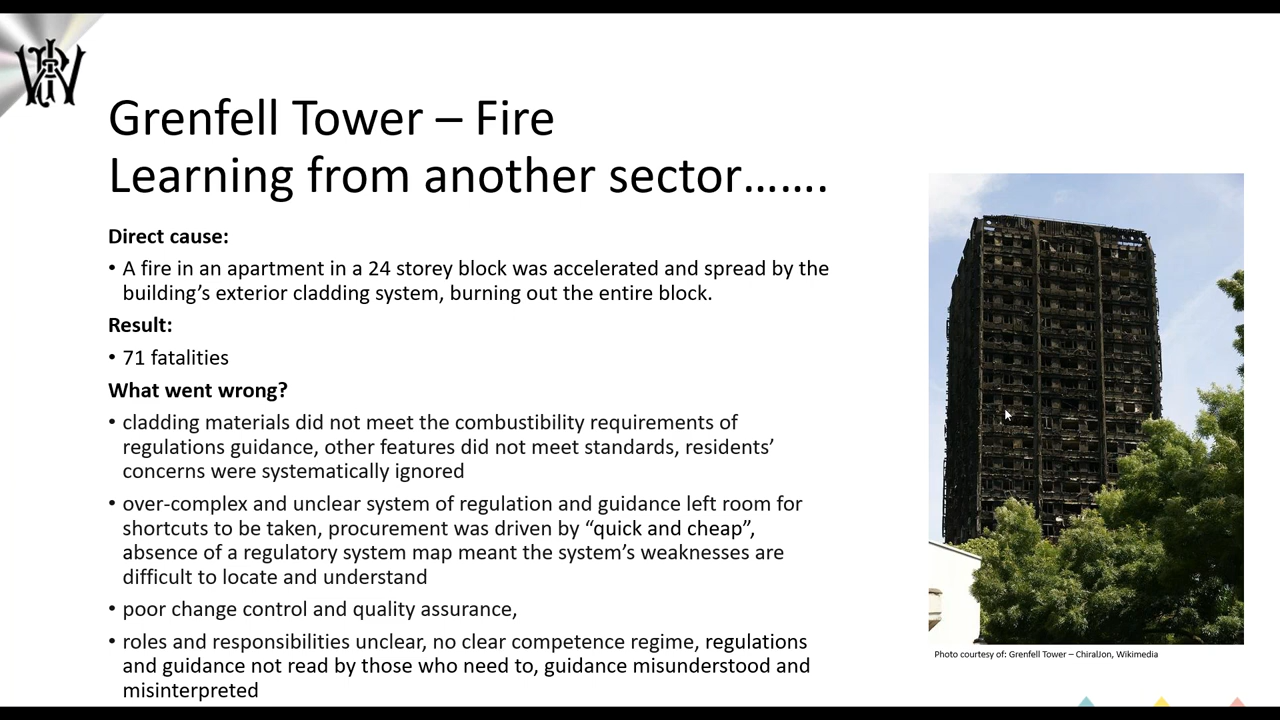 Grenfell Tower – Fire
Learning from another sector…….
Direct cause:
• A fire in an apartment in a 24 storey block was accelerated and spread by the
building’s exterior cladding system, burning out the entire block.
Result:
• 71 fatalities
What went wrong?
• cladding materials did not meet the combustibility requirements of
regulations guidance, other features did not meet standards, residents’
concerns were systematically ignored
• over-complex and unclear system of regulation and guidance left room for
shortcuts to be taken, procurement was driven by “quick and cheap”,
absence of a regulatory system map meant the system’s weaknesses are
difficult to locate and understand
• poor change control and quality assurance,
• roles and responsibilities unclear, no clear competence regime, regulations
and guidance not read by those who need to, guidance misunderstood and
misinterpreted
Photo courtesy of: Grenfell Tower – ChiralJon, Wikimedia